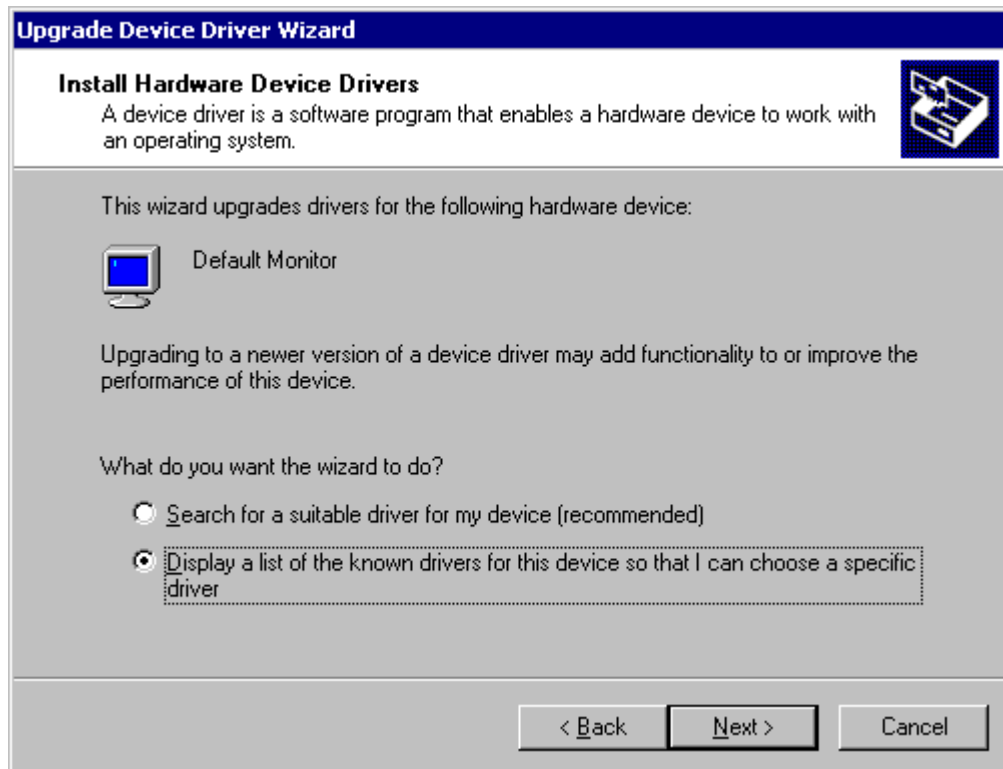 Upgrade Device Driver Wizard
Install Hardware Device Drivers
A device driver is a software program that enables a hardware device to work with
an operating system.
This wizard upgrades drivers for the following hardware device:
Default Monitor
Upgrading to a newer version of a device driver may add functionality to or improve the
performance of this device.
What do you want the wizard to do?
Search for a suitable driver for my device (recommended)
Display a list of the known drivers for this device so that I can choose a specific
driver
< Back
Next >
Cancel